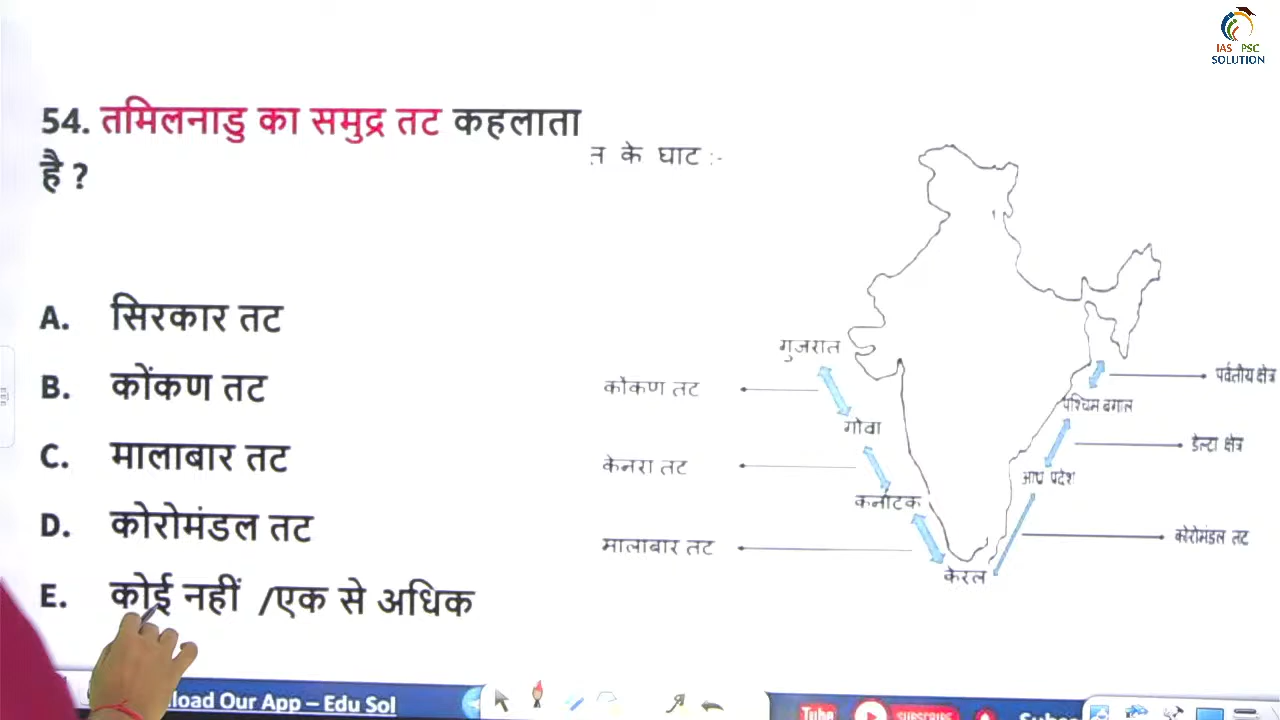 IAS PSC
SOLUTION
54. तमिलनाडु का समुद्र तट कहलाता
है ?
त के घाट :-
A. सिरकार तट
B. कोंकण तट
C. मालाबार तट
D. कोरोमंडल तट
E. कोई नहीं /एक से अधिक
गुजरात
कोंकण तट
गोवा
केनरा तट
कर्नाटक
मालाबार तट
केरल
पर्वतीय क्षेत्र
पश्चिम बंगाल
डेल्टा क्षेत्र
आंध्र प्रदेश
कोरोमंडल तट
load Our App – Edu Sol
Tube
SUBSCRIBE